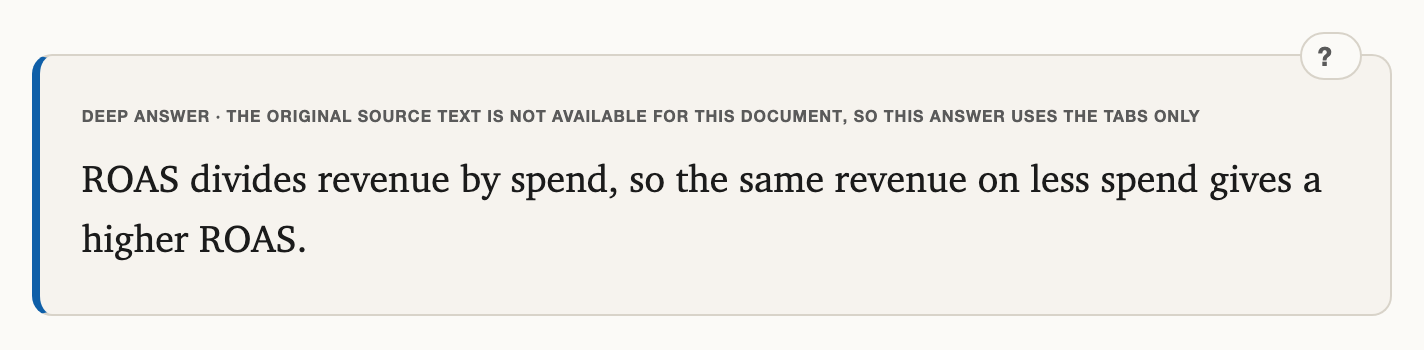 ?
DEEP ANSWER · THE ORIGINAL SOURCE TEXT IS NOT AVAILABLE FOR THIS DOCUMENT, SO THIS ANSWER USES THE TABS ONLY
ROAS divides revenue by spend, so the same revenue on less spend gives a
higher ROAS.